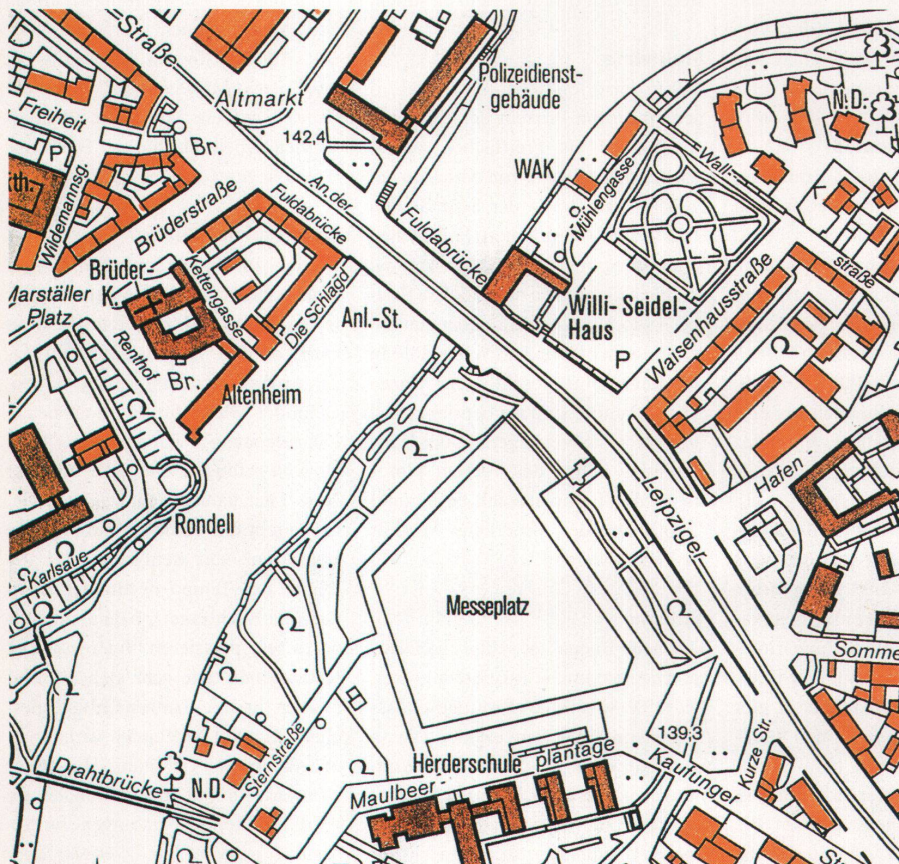 Straße
Altmarkt
Polizeidienst-
gebäude
Freiheit
N.D.
142,4
Br.
P
WAK
Wall-
straße
Mühlengasse
An der
Fuldabrücke
Fuldabrücke
kth.
Wildemannsg.
Brüderstraße
Brüder-
K.
Kettengasse
Die Schlägd
Marställer
Platz
Anl.-St.
Willi-Seidel-
Haus
P
Waisenhausstraße
Renthof
Br.
Altenheim
Hafen-
Leipziger
Rondell
Karlsaue
Messeplatz
Somme
Sternstraße
139,3
Kurze Str.
Herderschule
Maulbeer-
plantage
Kaufunger
Drahtbrücke
N.D.